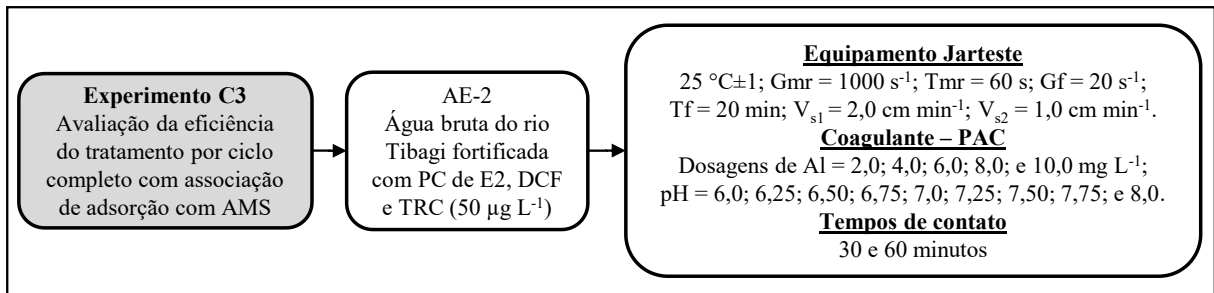 Experimento C3
Avaliação da eficiência
do tratamento por ciclo
completo com associação
de adsorção com AMS
AE-2
Água bruta do rio
Tibagi fortificada
com PC de E2, DCF
e TRC (50 µg L⁻¹)
Equipamento Jarteste
25 °C±1; Gmr = 1000 s⁻¹; Tmr = 60 s; Gf = 20 s⁻¹;
Tf = 20 min; Vs1 = 2,0 cm min⁻¹; Vs2 = 1,0 cm min⁻¹.
Coagulante – PAC
Dosagens de Al = 2,0; 4,0; 6,0; 8,0; e 10,0 mg L⁻¹;
pH = 6,0; 6,25; 6,50; 6,75; 7,0; 7,25; 7,50; 7,75; e 8,0.
Tempos de contato
30 e 60 minutos